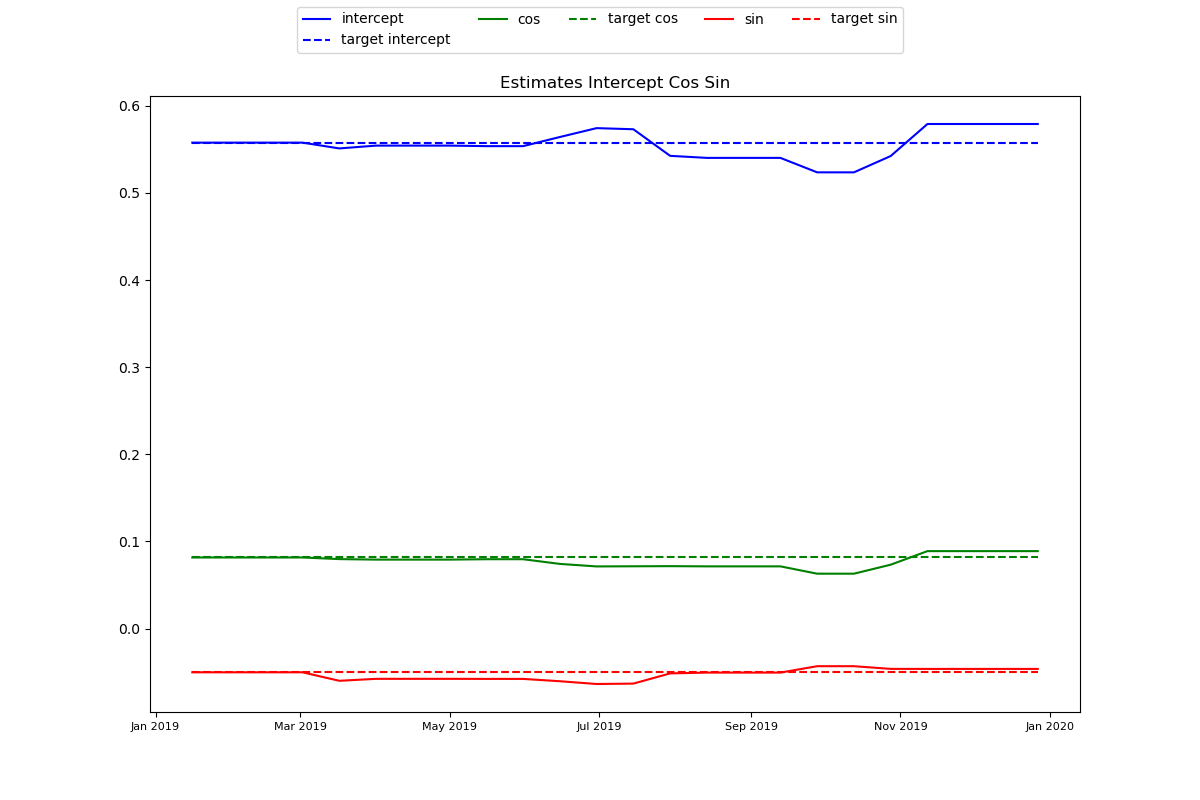 intercept cos target cos sin target sin
target intercept
Estimates Intercept Cos Sin
0.6
0.5
0.4
0.3
0.2
0.1
0.0
Jan 2019 Mar 2019 May 2019 Jul 2019 Sep 2019 Nov 2019 Jan 2020